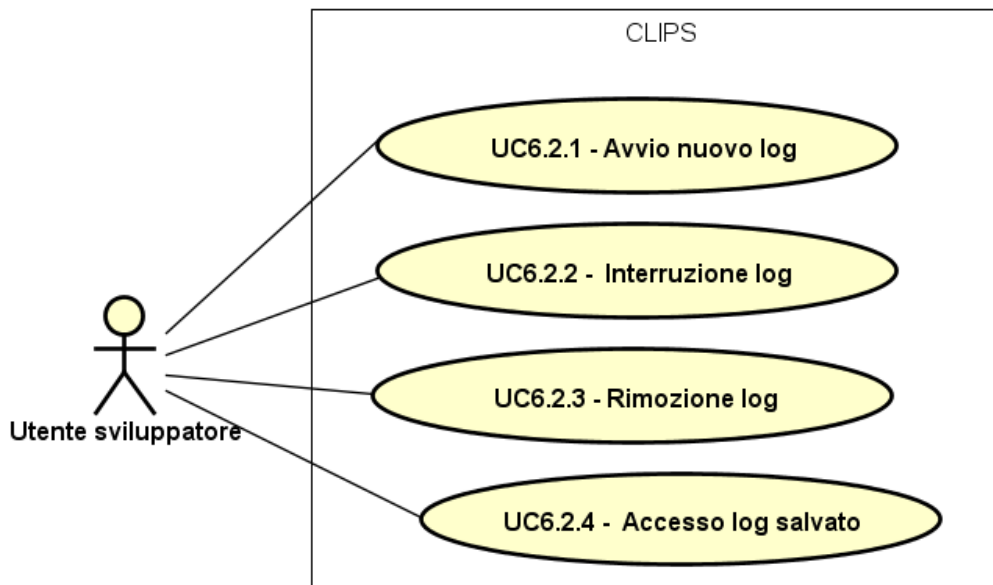 CLIPS
UC6.2.1 - Avvio nuovo log
UC6.2.2 - Interruzione log
UC6.2.3 - Rimozione log
UC6.2.4 - Accesso log salvato
Utente sviluppatore